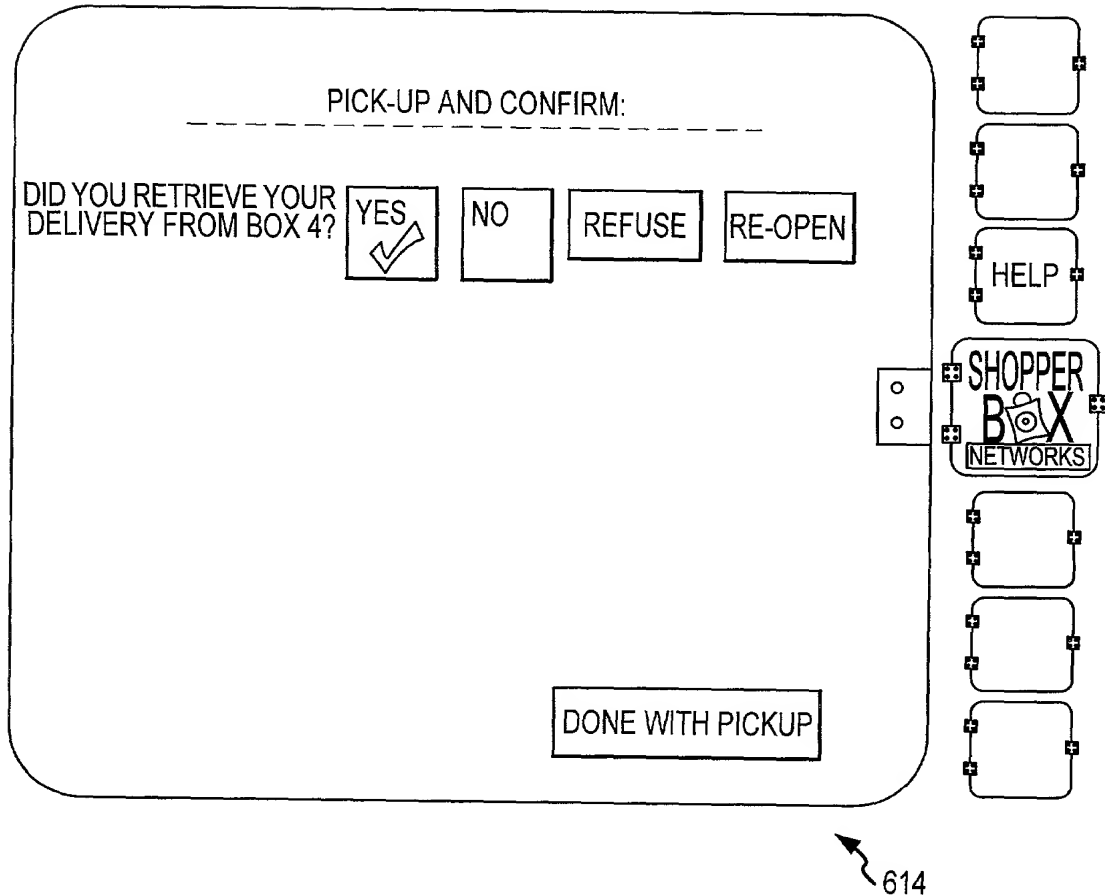 PICK-UP AND CONFIRM:
DID YOU RETRIEVE YOUR
DELIVERY FROM BOX 4?
YES
NO
REFUSE
RE-OPEN
HELP
SHOPPER
BOX
NETWORKS
DONE WITH PICKUP
614